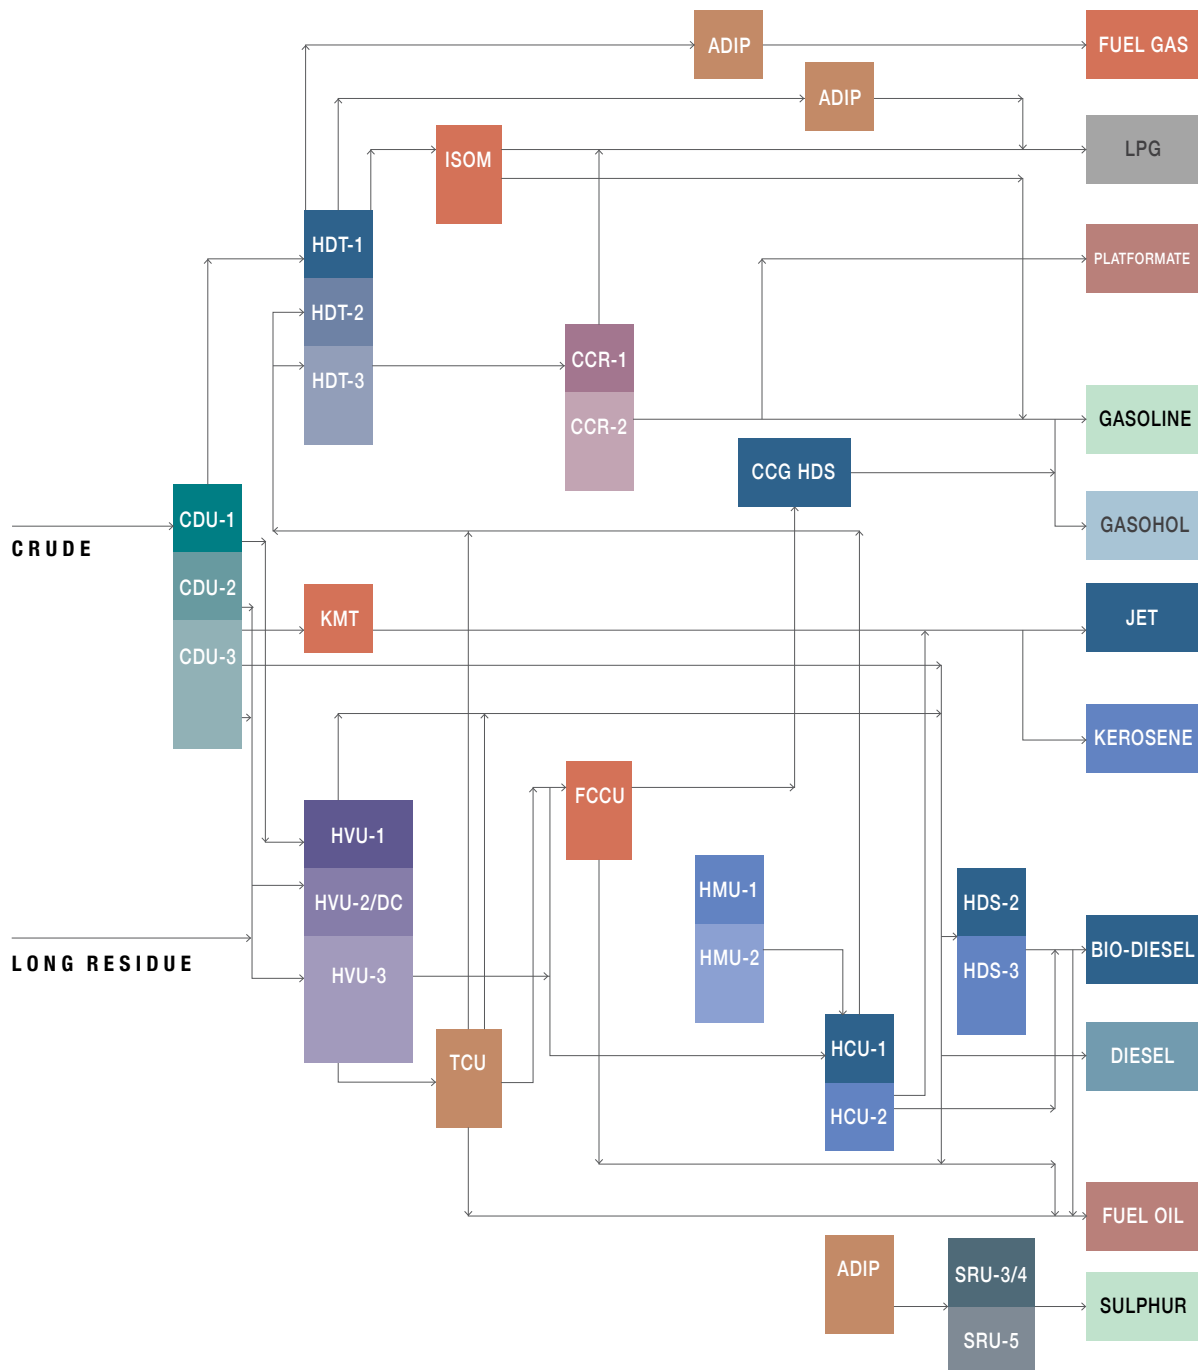 ADIP
FUEL GAS
ADIP
ISOM
LPG
HDT-1
PLATFORMATE
HDT-2
CCR-1
HDT-3
CCR-2
GASOLINE
CCG HDS
CDU-1
GASOHOL
CRUDE
CDU-2
KMT
JET
CDU-3
KEROSENE
FCCU
HVU-1
HMU-1
HVU-2/DC
HDS-2
BIO-DIESEL
LONG RESIDUE
HMU-2
HVU-3
HDS-3
HCU-1
DIESEL
TCU
HCU-2
FUEL OIL
ADIP
SRU-3/4
SULPHUR
SRU-5